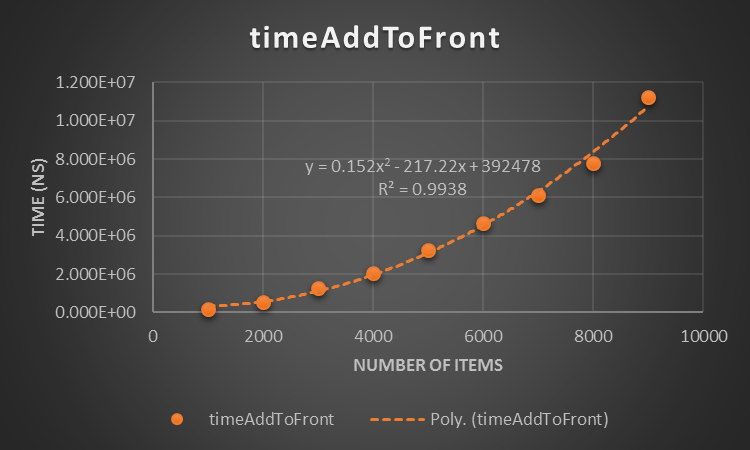 timeAddToFront
1.200E+07
1.000E+07
8.000E+06
6.000E+06
4.000E+06
2.000E+06
0.000E+00
TIME (NS)
y = 0.152x² - 217.22x + 392478
R² = 0.9938
0 2000 4000 6000 8000 10000
NUMBER OF ITEMS
timeAddToFront Poly. (timeAddToFront)